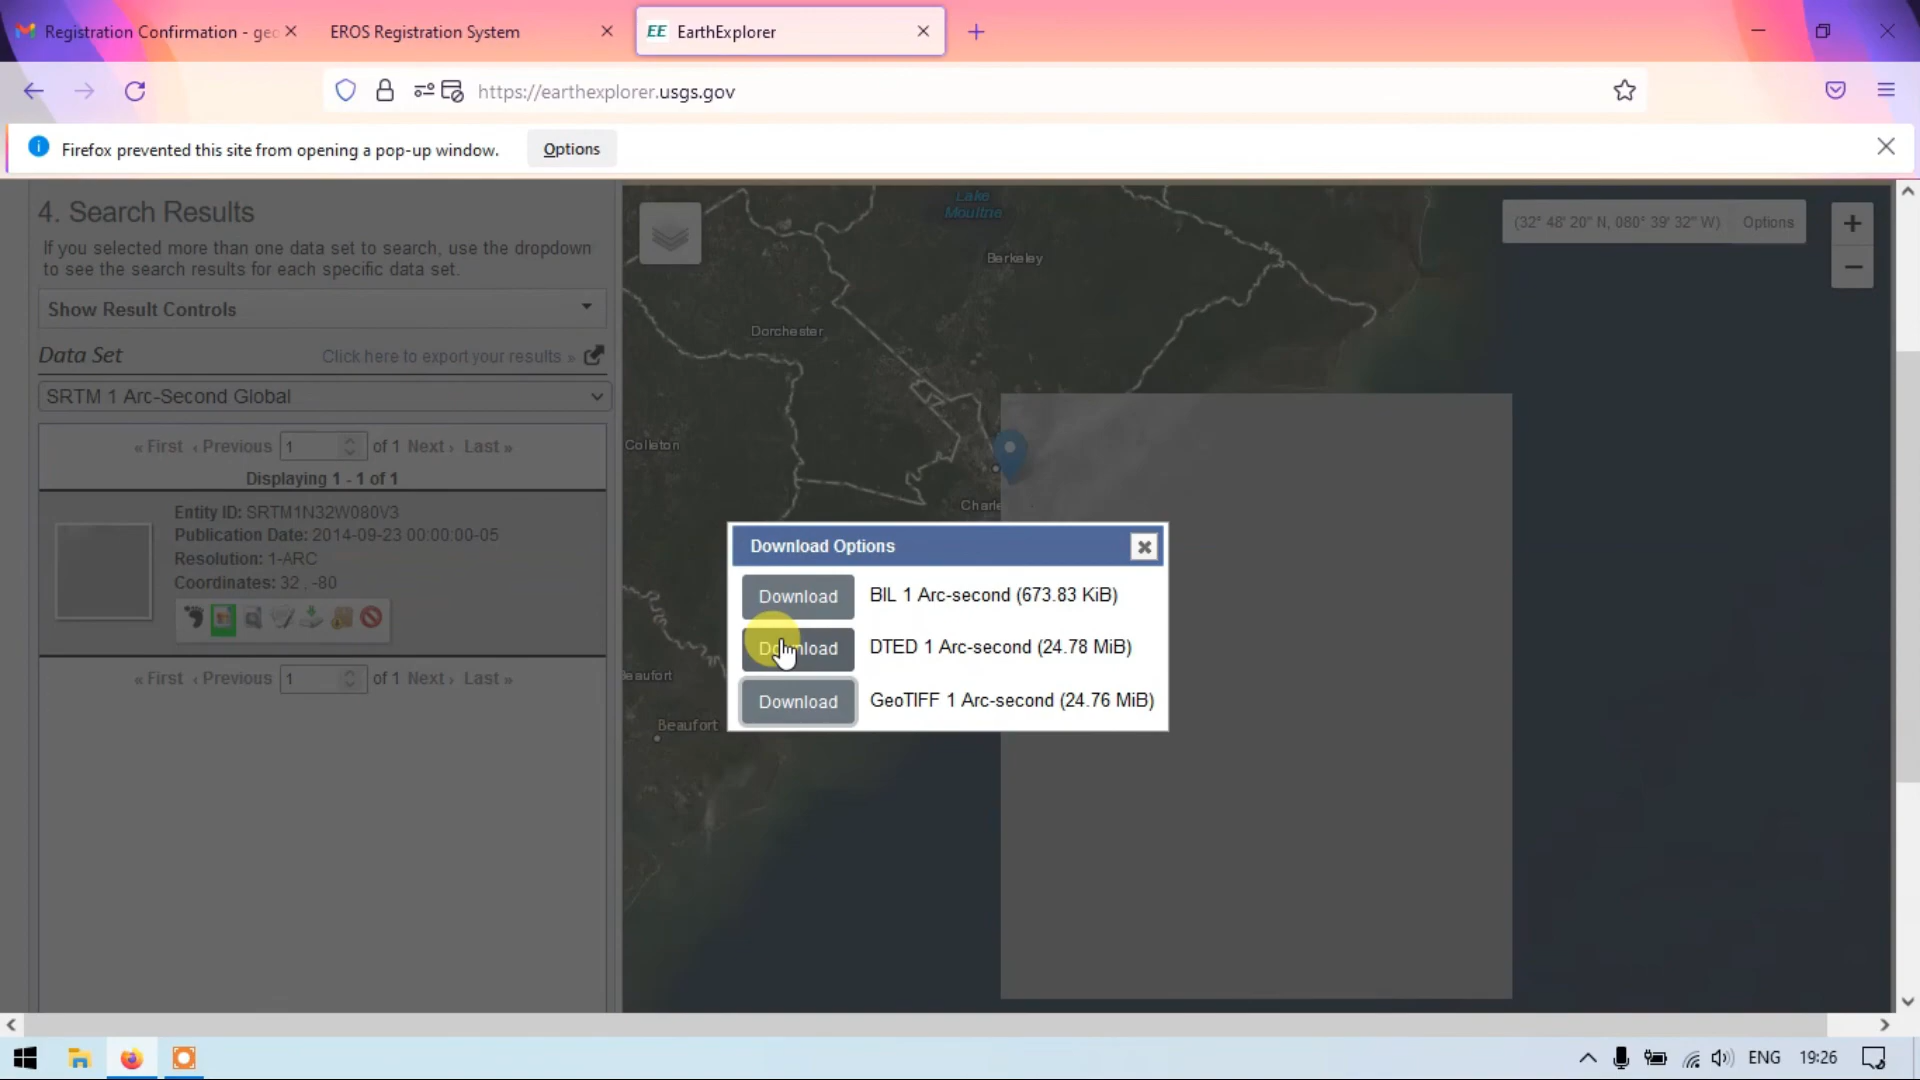 Registration Confirmation - geo
EROS Registration System
EE EarthExplorer
https://earthexplorer.usgs.gov
Firefox prevented this site from opening a pop-up window.
Options
4. Search Results
If you selected more than one data set to search, use the dropdown
to see the search results for each specific data set.
Show Result Controls
Data Set
Click here to export your results »
SRTM 1 Arc-Second Global
« First ‹ Previous 1 of 1 Next › Last »
Displaying 1 - 1 of 1
Entity ID: SRTM1N32W080V3
Publication Date: 2014-09-23 00:00:00-05
Resolution: 1-ARC
Coordinates: 32 , -80
« First ‹ Previous 1 of 1 Next › Last »
Lake
Moultrie
Berkeley
Dorchester
Colleton
Charle
Beaufort
Beaufort
(32° 48' 20" N, 080° 39' 32" W) Options
+
−
Download Options
Download BIL 1 Arc-second (673.83 KiB)
Download DTED 1 Arc-second (24.78 MiB)
Download GeoTIFF 1 Arc-second (24.76 MiB)
ENG
19:26